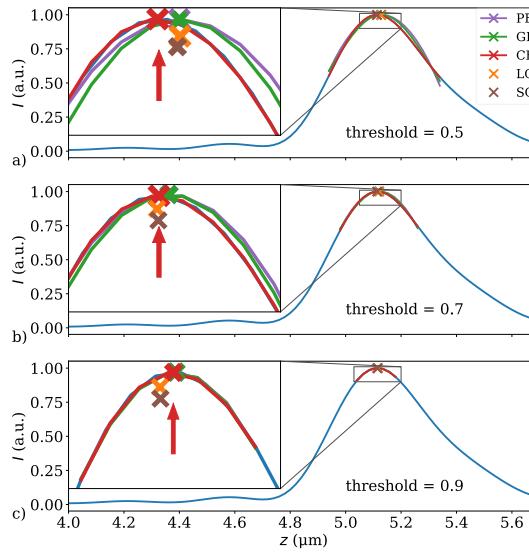 1.00
0.75
0.50
0.25
0.00
I (a.u.)
a)
threshold = 0.5
1.00
0.75
0.50
0.25
0.00
I (a.u.)
b)
threshold = 0.7
1.00
0.75
0.50
0.25
0.00
I (a.u.)
c)
threshold = 0.9
4.0 4.2 4.4 4.6 4.8 5.0 5.2 5.4
z (μm)